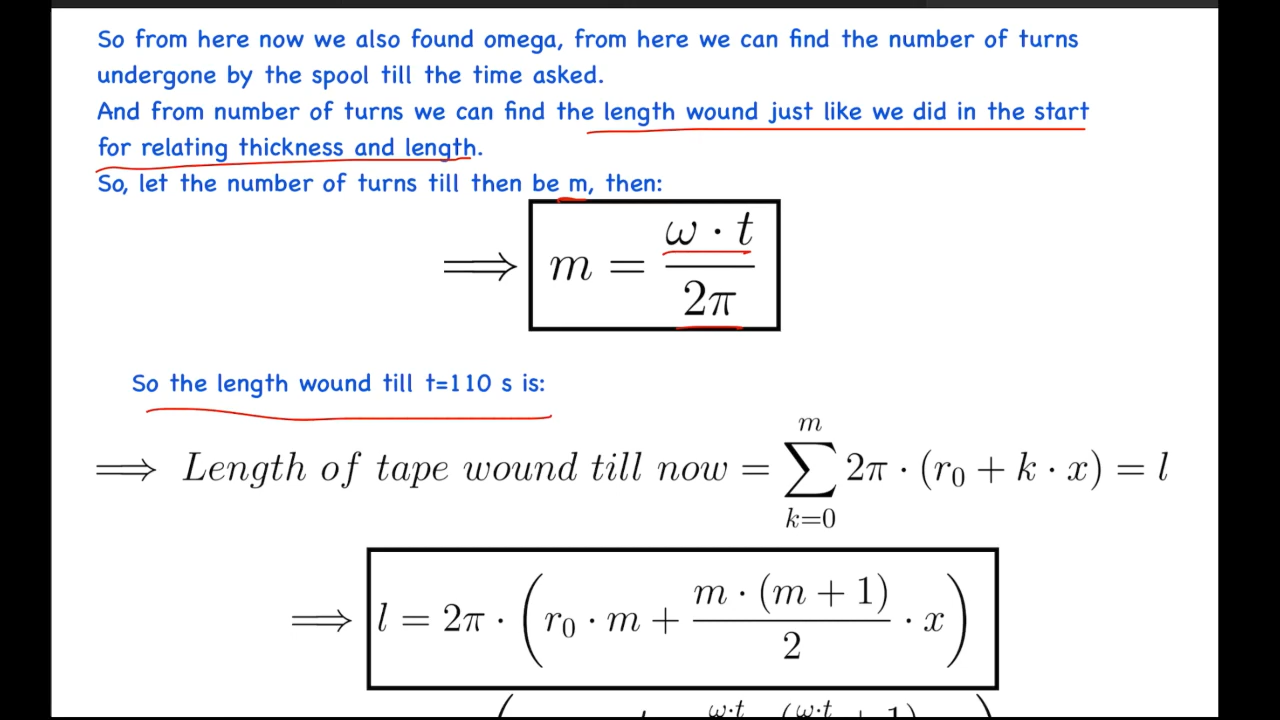 So from here now we also found omega, from here we can find the number of turns
undergone by the spool till the time asked.
And from number of turns we can find the length wound just like we did in the start
for relating thickness and length.
So, let the number of turns till then be m, then:
⟹ m = ω · t / 2π
So the length wound till t=110 s is:
⟹ Length of tape wound till now = ∑_{k=0}^{m} 2π · (r₀ + k · x) = l
⟹ l = 2π · ( r₀ · m + m · (m + 1) / 2 · x )